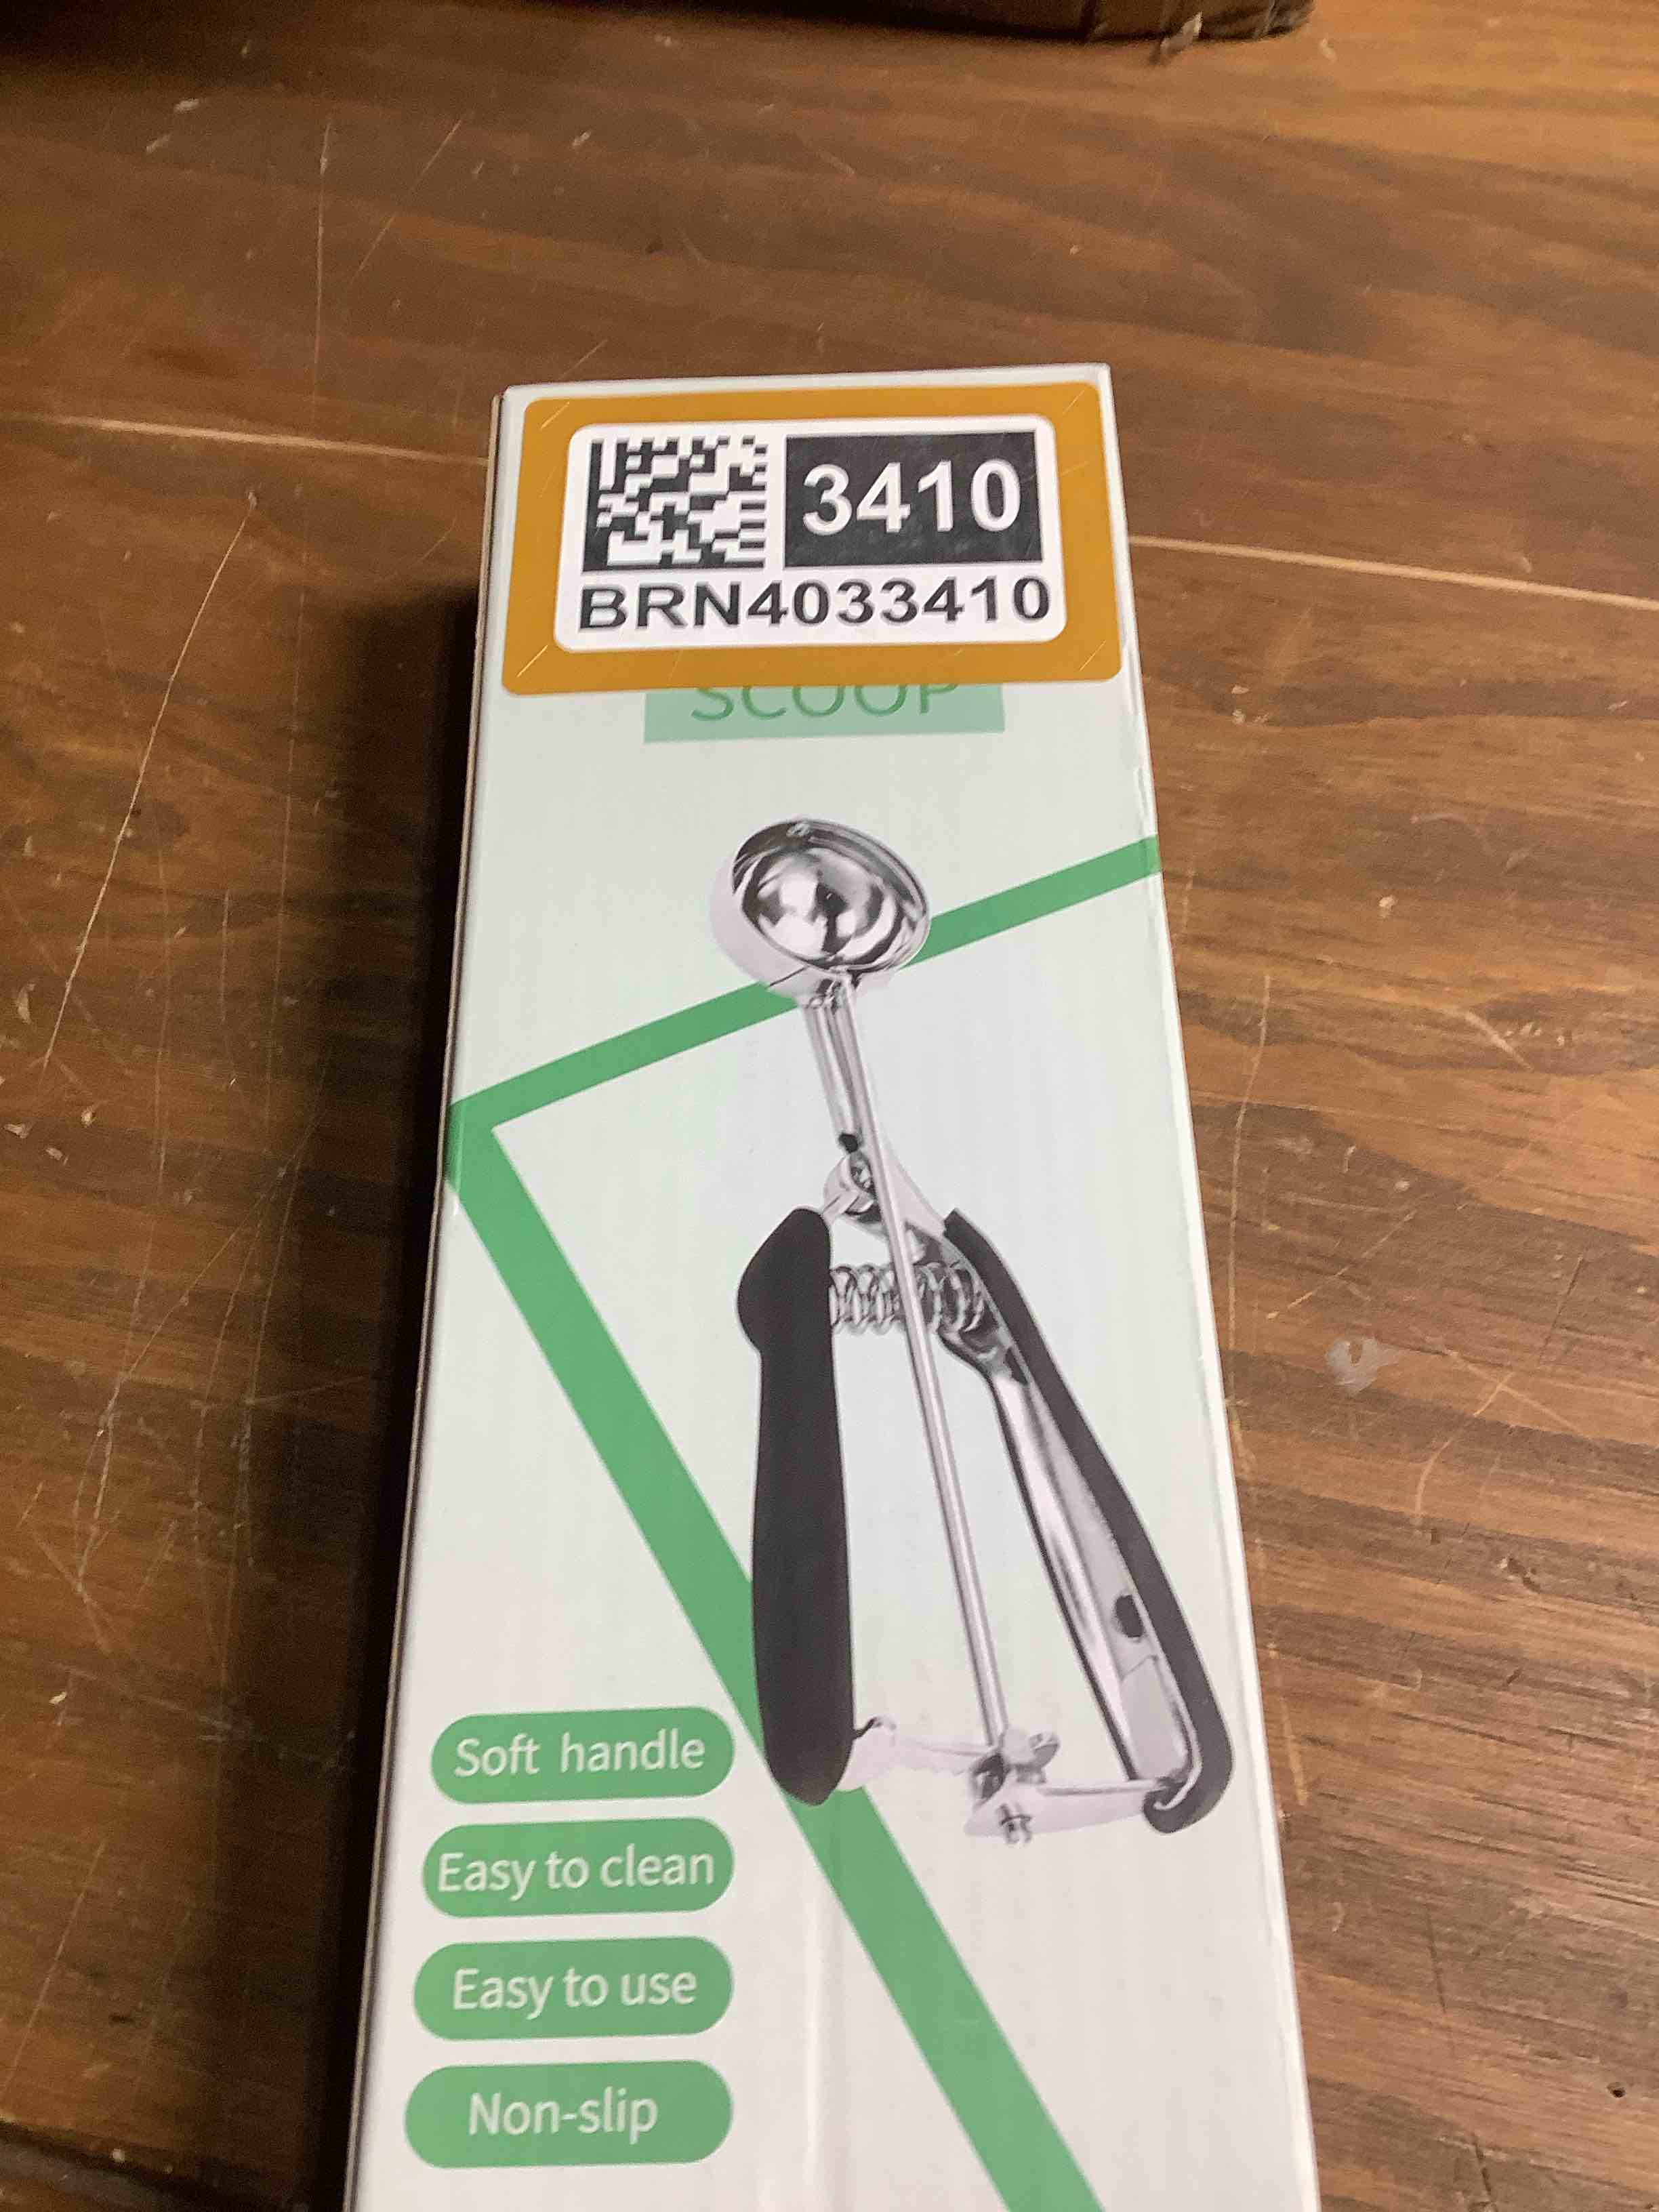 3410
BRN4033410
SCOOP
Soft handle
Easy to clean
Easy to use
Non-slip